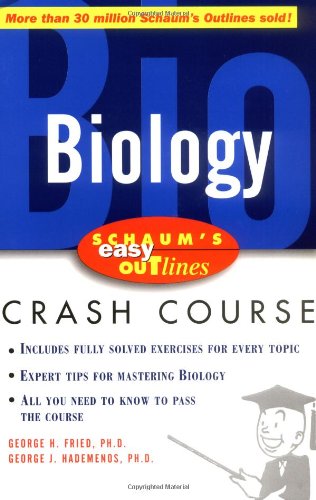 More than 30 million Schaum's Outlines sold!
BIO
Biology
SCHAUM'S
easy
OUTlines
CRASH COURSE
• INCLUDES FULLY SOLVED EXERCISES FOR EVERY TOPIC
• EXPERT TIPS FOR MASTERING BIOLOGY
• ALL YOU NEED TO KNOW TO PASS
THE COURSE
GEORGE H. FRIED, PH.D.
GEORGE J. HADEMENOS, PH.D.